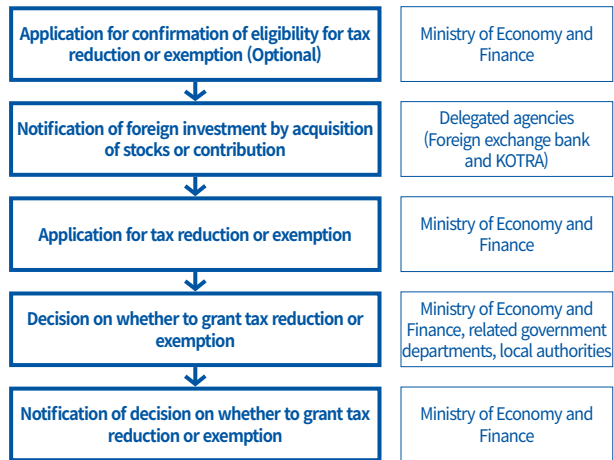 Application for confirmation of eligibility for tax
reduction or exemption (Optional)
Ministry of Economy and
Finance
Notification of foreign investment by acquisition
of stocks or contribution
Delegated agencies
(Foreign exchange bank
and KOTRA)
Application for tax reduction or exemption
Ministry of Economy and
Finance
Decision on whether to grant tax reduction or
exemption
Ministry of Economy and
Finance, related government
departments, local authorities
Notification of decision on whether to grant tax
reduction or exemption
Ministry of Economy and
Finance